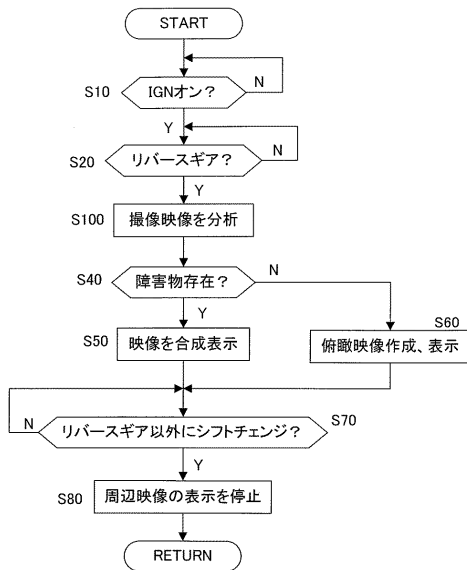 START
N
S10
IGNオン？
Y
N
S20
リバースギア？
Y
S100
撮像映像を分析
N
S40
障害物存在？
Y
S60
S50
映像を合成表示
俯瞰映像作成、表示
N
S70
リバースギア以外にシフトチェンジ？
Y
S80
周辺映像の表示を停止
RETURN